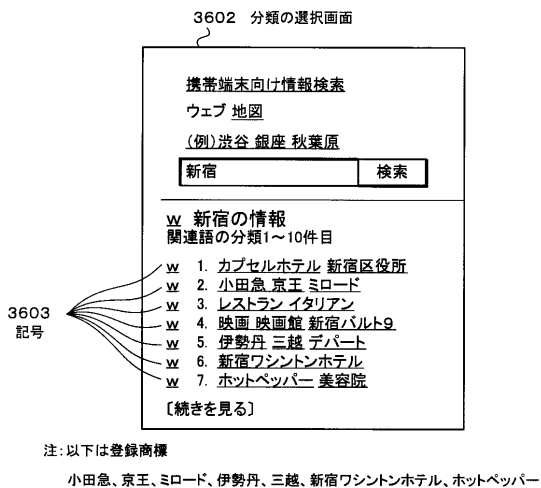 3602 分類の選択画面
携帯端末向け情報検索
ウェブ 地図
(例)渋谷 銀座 秋葉原
新宿 検索
w 新宿の情報
関連語の分類1～10件目
w 1. カプセルホテル 新宿区役所
w 2. 小田急 京王 ミロード
w 3. レストラン イタリアン
w 4. 映画 映画館 新宿バルト9
w 5. 伊勢丹 三越 デパート
w 6. 新宿ワシントンホテル
w 7. ホットペッパー 美容院
3603
記号
〔続きを見る〕
注:以下は登録商標
小田急、京王、ミロード、伊勢丹、三越、新宿ワシントンホテル、ホットペッパー